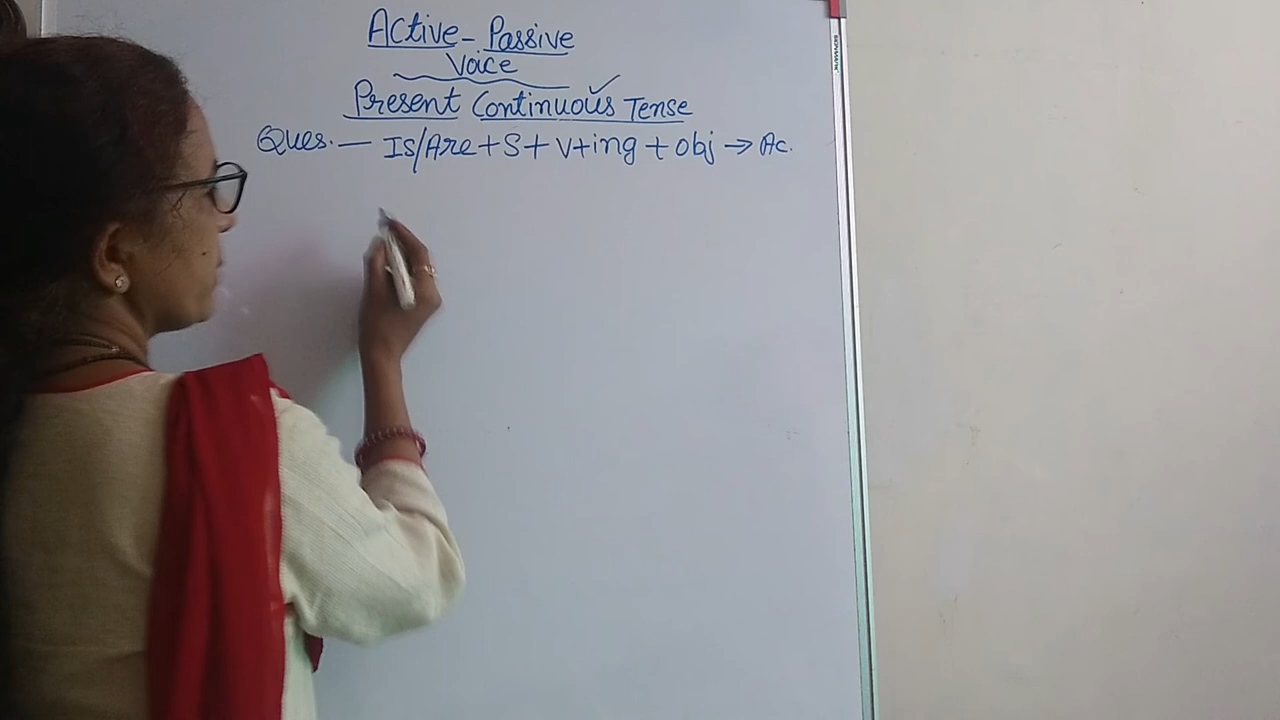 Active - Passive
Voice
Present Continuous Tense
Ques. — Is/Are + S + V+ing + obj → Ac.